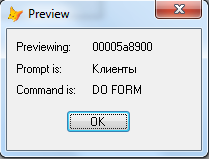 Preview
Previewing: 00005a8900
Prompt is: Клиенты
Command is: DO FORM
OK